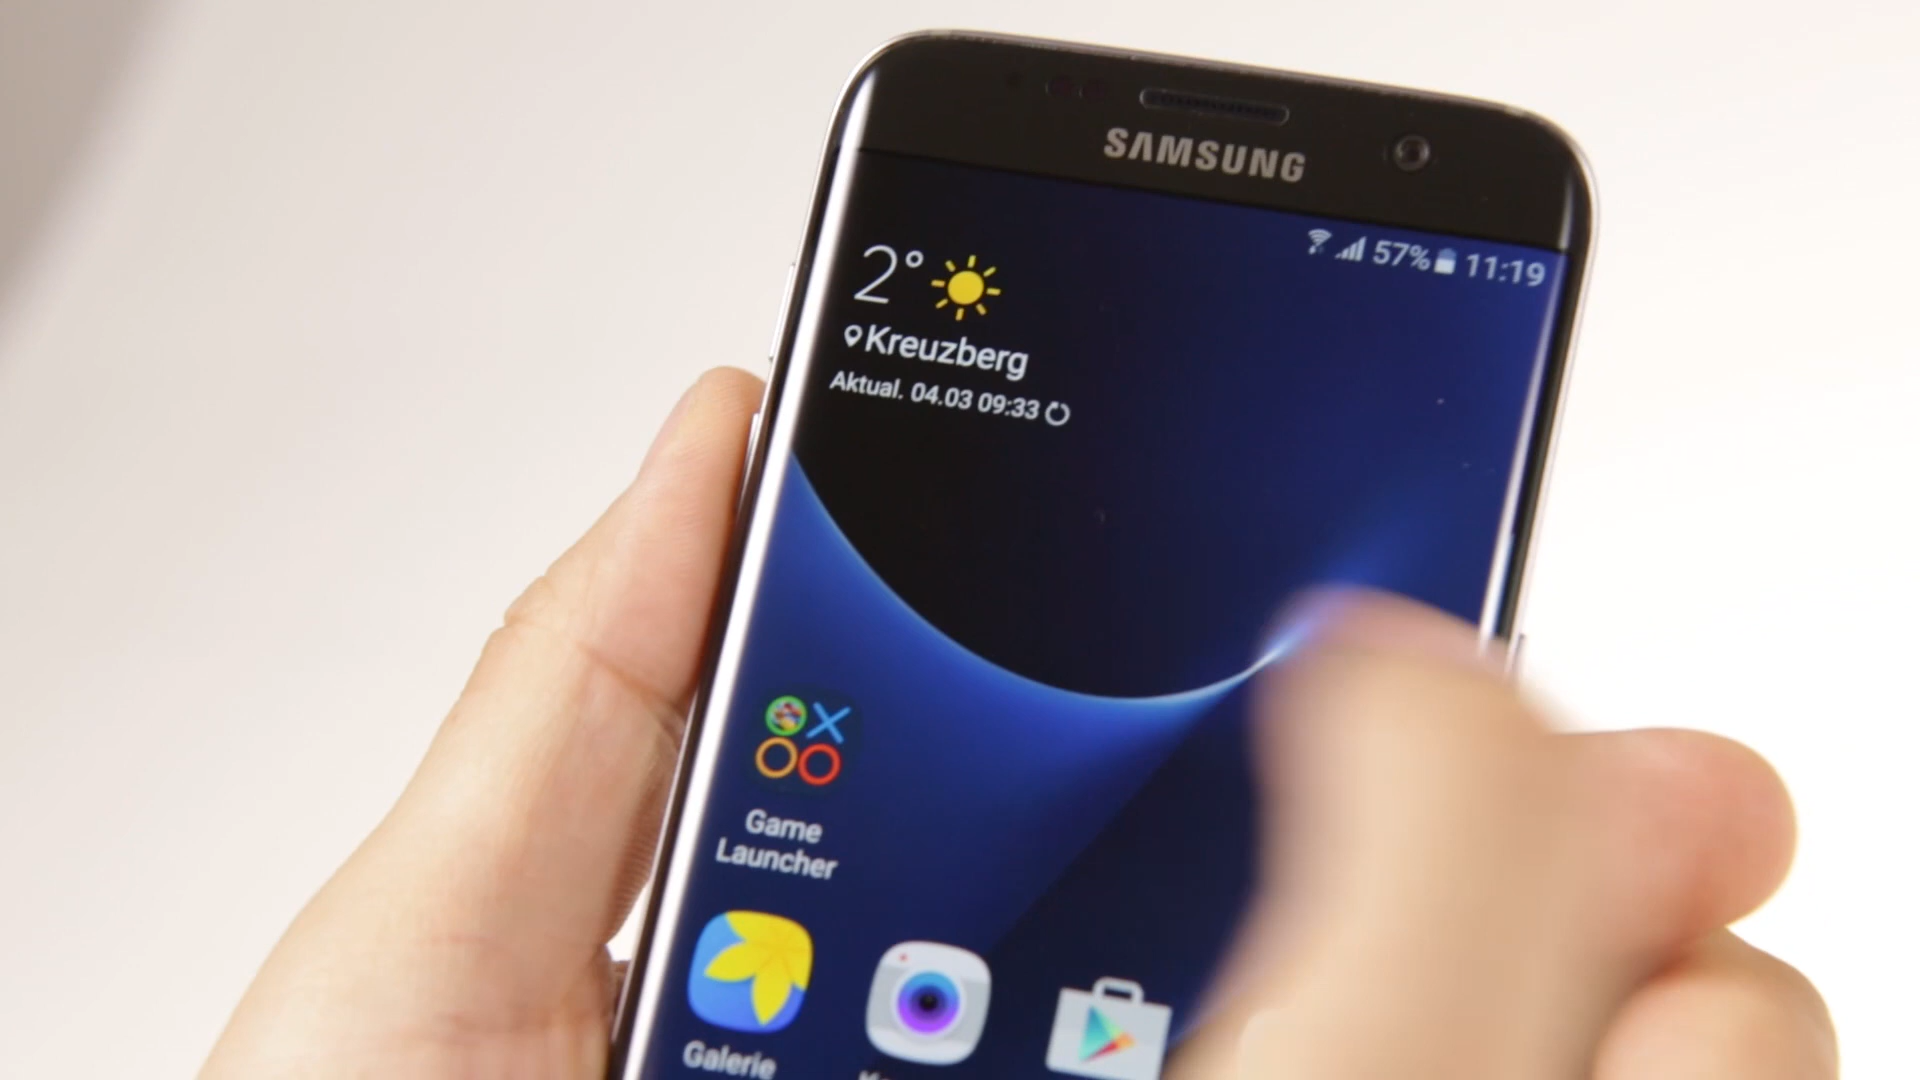 SAMSUNG
57% 11:19
2°
Kreuzberg
Aktual. 04.03 09:33
Game
Launcher
Galerie